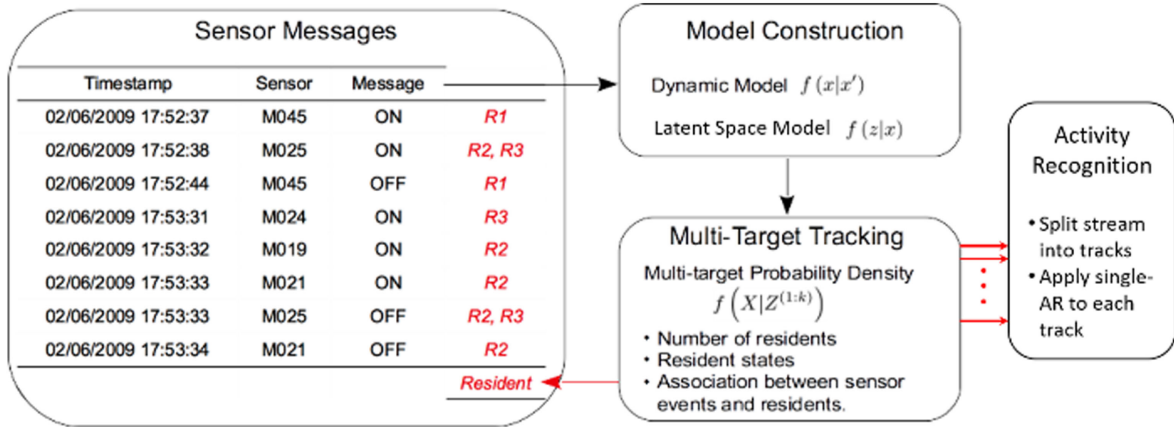 Sensor Messages
Timestamp Sensor Message
02/06/2009 17:52:37 M045 ON R1
02/06/2009 17:52:38 M025 ON R2, R3
02/06/2009 17:52:44 M045 OFF R1
02/06/2009 17:53:31 M024 ON R3
02/06/2009 17:53:32 M019 ON R2
02/06/2009 17:53:33 M021 ON R2
02/06/2009 17:53:33 M025 OFF R2, R3
02/06/2009 17:53:34 M021 OFF R2
Resident
Model Construction
Dynamic Model f (x|x′)
Latent Space Model f (z|x)
Multi-Target Tracking
Multi-target Probability Density
f (X|Z^(1:k))
• Number of residents
• Resident states
• Association between sensor
events and residents.
Activity
Recognition
• Split stream
into tracks
• Apply single-
AR to each
track